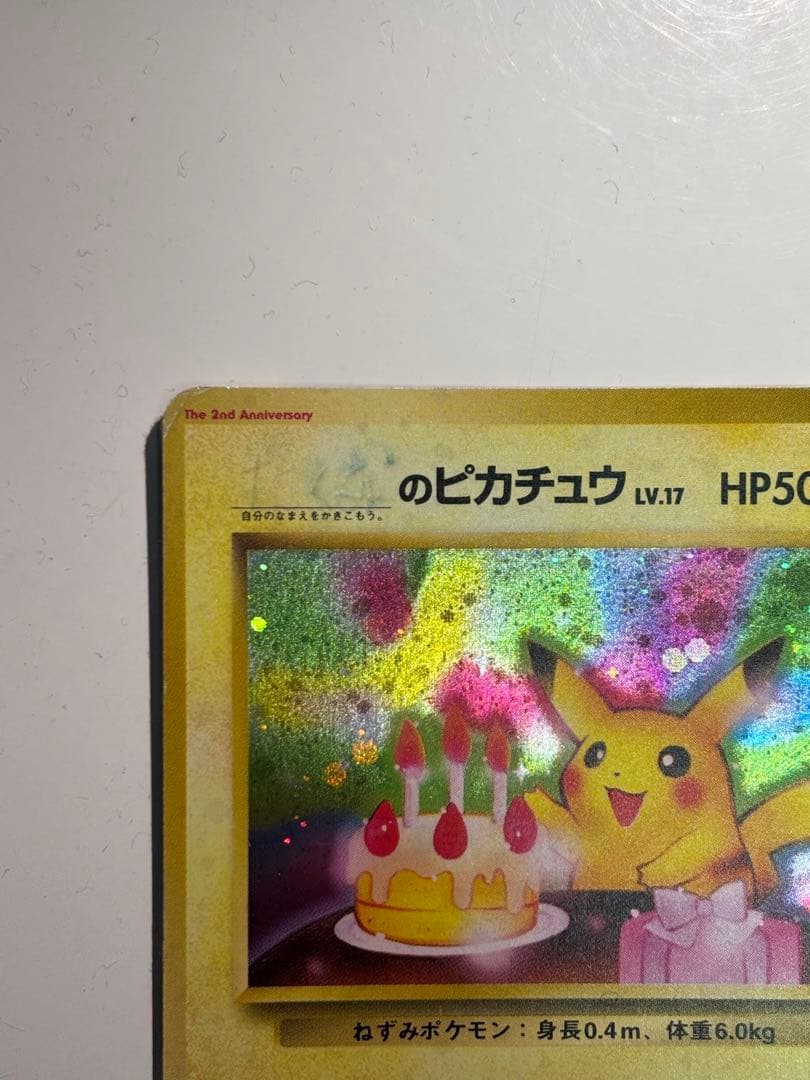 The 2nd Anniversary
のピカチュウ LV.17 HP50
自分のなまえをかきこもう。
ねずみポケモン：身長0.4m、体重6.0kg